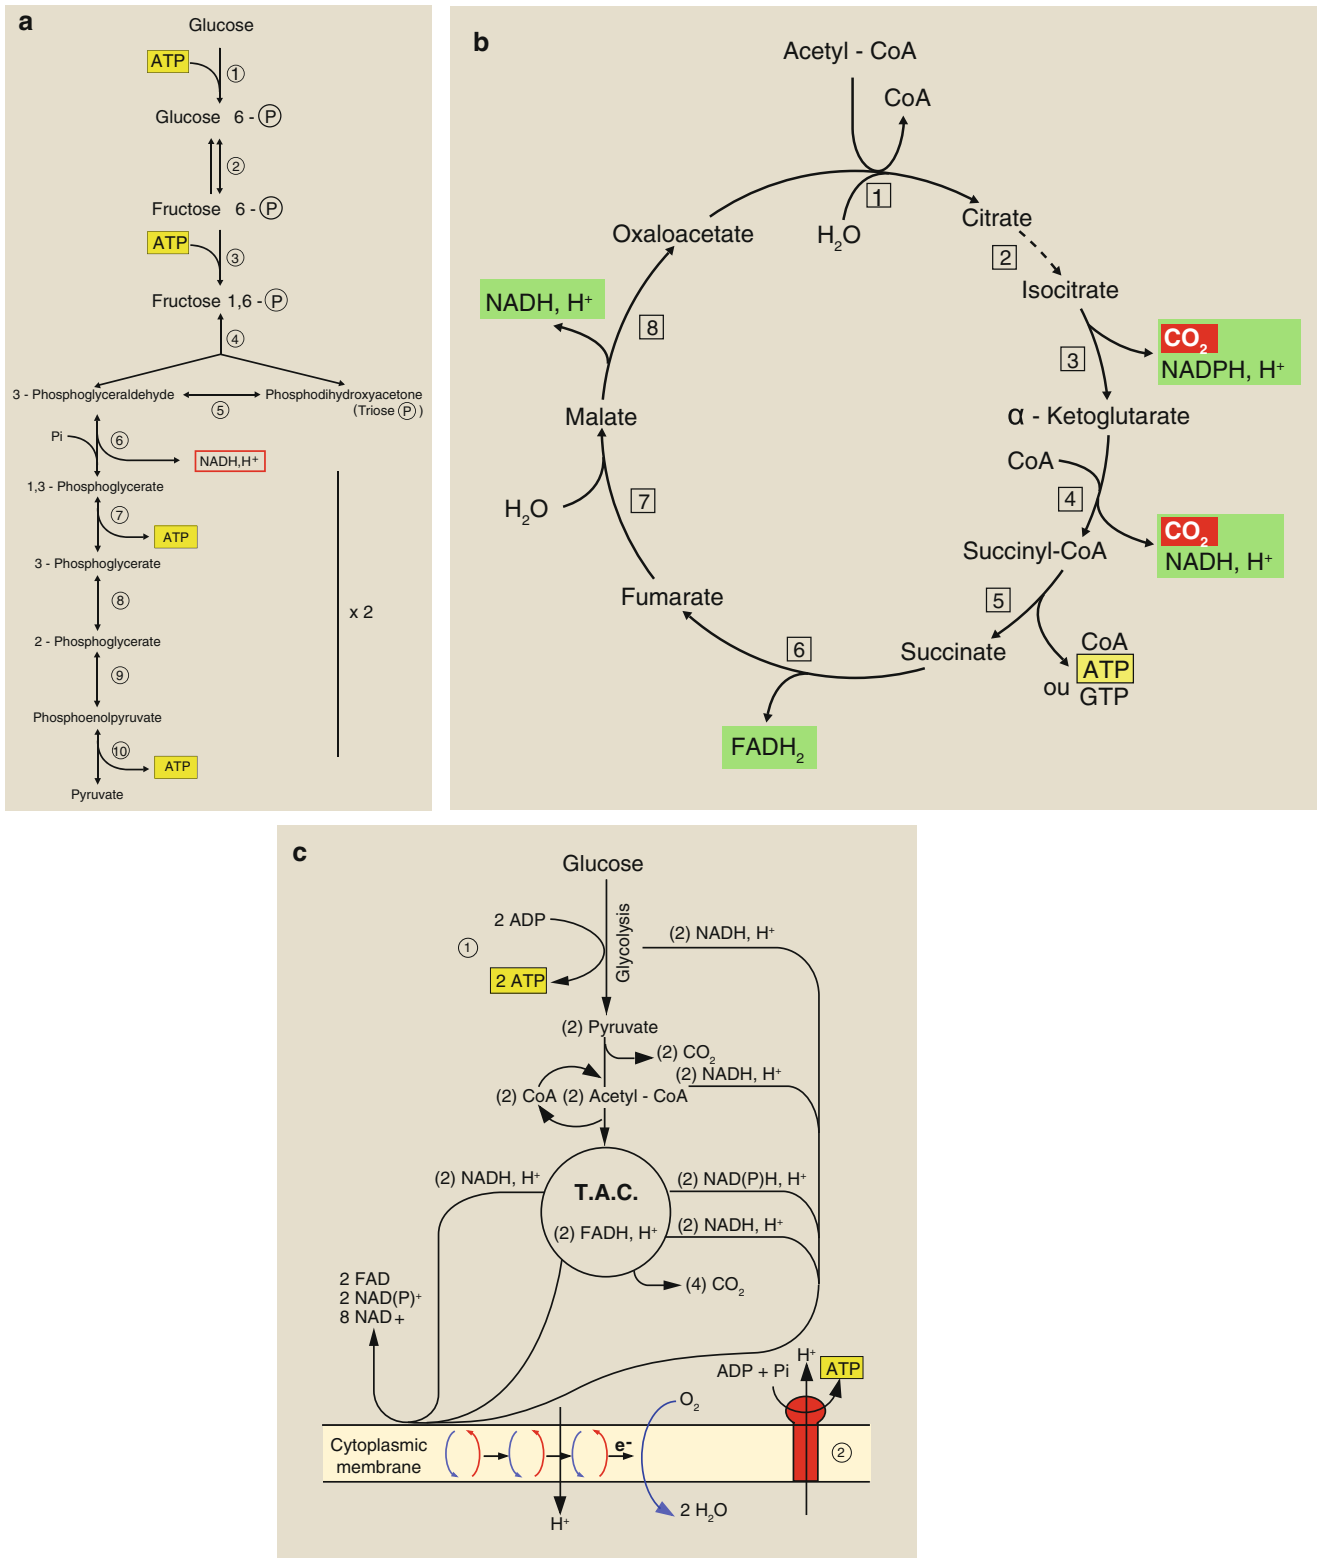 a
Glucose
ATP
1
Glucose 6 - P
2
Fructose 6 - P
ATP
3
Fructose 1,6 - P
4
3 - Phosphoglyceraldehyde
Phosphodihydroxyacetone
(Triose P )
5
Pi
6
NADH,H⁺
1,3 - Phosphoglycerate
7
ATP
3 - Phosphoglycerate
8
x 2
2 - Phosphoglycerate
9
Phosphoenolpyruvate
10
ATP
Pyruvate
b
Acetyl - CoA
CoA
1
H₂O
Citrate
Oxaloacetate
2
Isocitrate
NADH, H⁺
8
3
CO₂
NADPH, H⁺
Malate
α - Ketoglutarate
CoA
4
H₂O
7
CO₂
NADH, H⁺
Succinyl-CoA
5
Fumarate
6
Succinate
CoA
ATP
ou
GTP
FADH₂
c
Glucose
2 ADP
1
Glycolysis
(2) NADH, H⁺
2 ATP
(2) Pyruvate
(2) CO₂
(2) NADH, H⁺
(2) CoA (2) Acetyl - CoA
(2) NADH, H⁺
T.A.C.
(2) NAD(P)H, H⁺
(2) FADH, H⁺
(2) NADH, H⁺
(4) CO₂
2 FAD
2 NAD(P)⁺
8 NAD +
H⁺
ADP + Pi
ATP
O₂
Cytoplasmic
membrane
e-
2
2 H₂O
H⁺